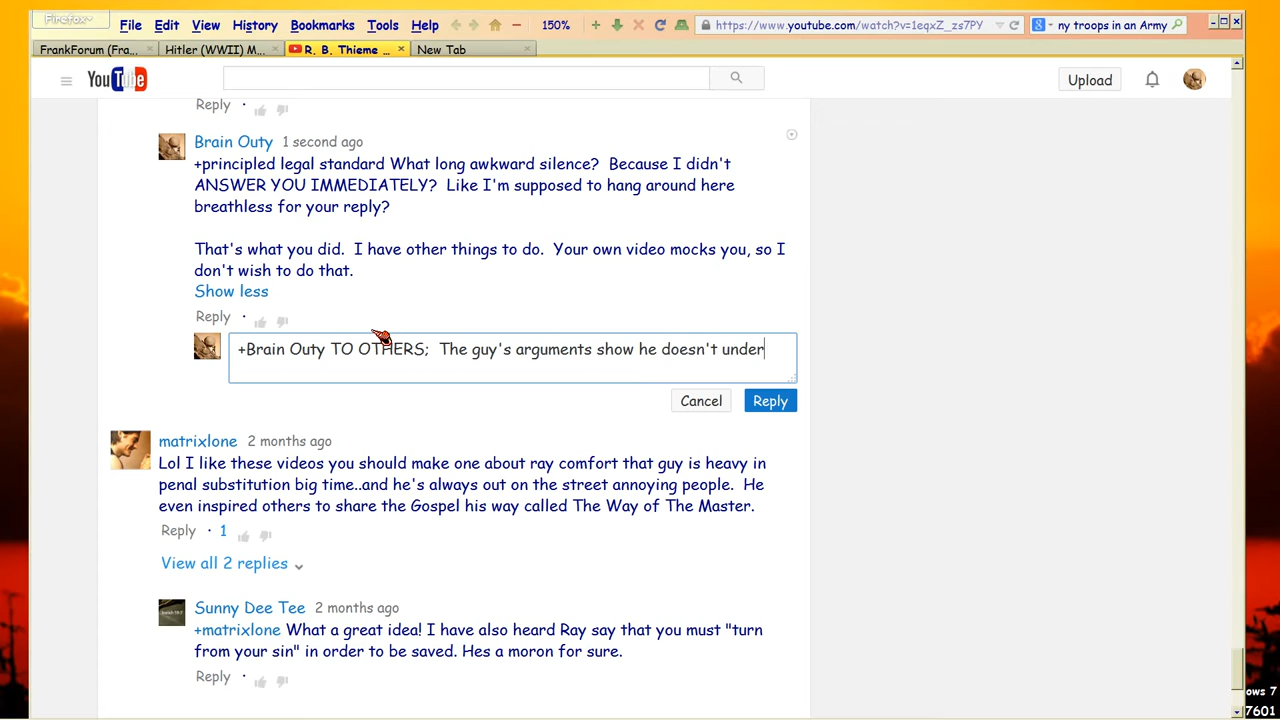 Firefox
File Edit View History Bookmarks Tools Help
150%
https://www.youtube.com/watch?v=1eqxZ_zs7PY
ny troops in an Army
FrankForum (Fra...
Hitler (WWII) M...
R. B. Thieme ...
New Tab
YouTube
Upload
Reply
Brain Outy 1 second ago
+principled legal standard What long awkward silence? Because I didn't
ANSWER YOU IMMEDIATELY? Like I'm supposed to hang around here
breathless for your reply?
That's what you did. I have other things to do. Your own video mocks you, so I
don't wish to do that.
Show less
Reply
+Brain Outy TO OTHERS; The guy's arguments show he doesn't under
Cancel
Reply
matrixlone 2 months ago
Lol I like these videos you should make one about ray comfort that guy is heavy in
penal substitution big time..and he's always out on the street annoying people. He
even inspired others to share the Gospel his way called The Way of The Master.
Reply · 1
View all 2 replies
Sunny Dee Tee 2 months ago
+matrixlone What a great idea! I have also heard Ray say that you must "turn
from your sin" in order to be saved. Hes a moron for sure.
Reply
ows 7
7601